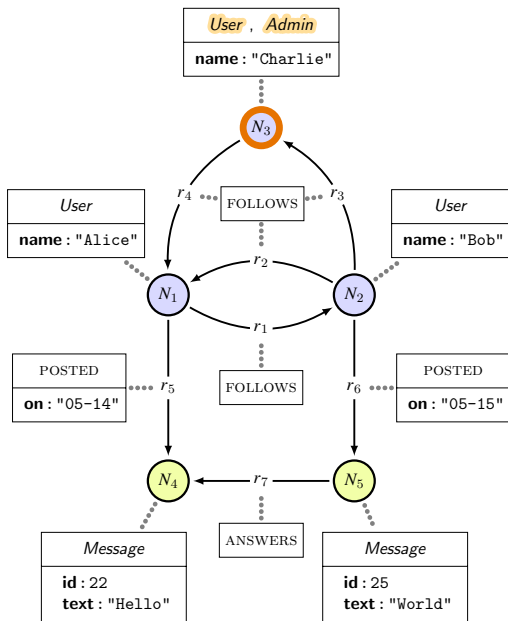 User , Admin
name : "Charlie"
N3
r4
FOLLOWS
r3
User
name : "Alice"
User
name : "Bob"
r2
N1
N2
r1
POSTED
on : "05-14"
r5
FOLLOWS
r6
POSTED
on : "05-15"
N4
r7
N5
ANSWERS
Message
id : 22
text : "Hello"
Message
id : 25
text : "World"